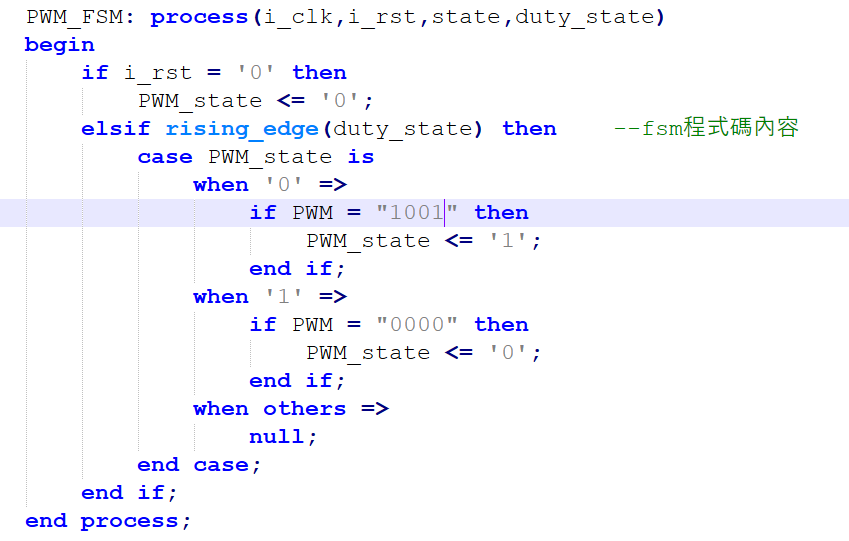 PWM_FSM: process(i_clk,i_rst,state,duty_state)
begin
    if i_rst = '0' then
        PWM_state <= '0';
    elsif rising_edge(duty_state) then    --fsm程式碼內容
        case PWM_state is
            when '0' =>
                if PWM = "1001" then
                    PWM_state <= '1';
                end if;
            when '1' =>
                if PWM = "0000" then
                    PWM_state <= '0';
                end if;
            when others =>
                null;
        end case;
    end if;
end process;